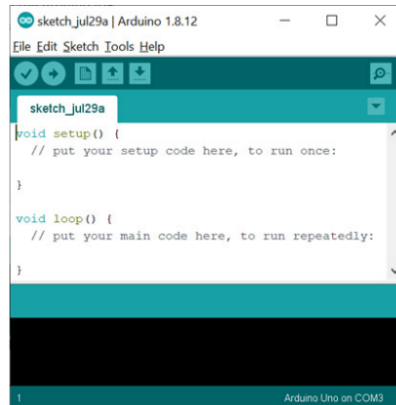 sketch_jul29a | Arduino 1.8.12
File Edit Sketch Tools Help
sketch_jul29a
void setup() {
// put your setup code here, to run once:
}
void loop() {
// put your main code here, to run repeatedly:
}
1 Arduino Uno on COM3